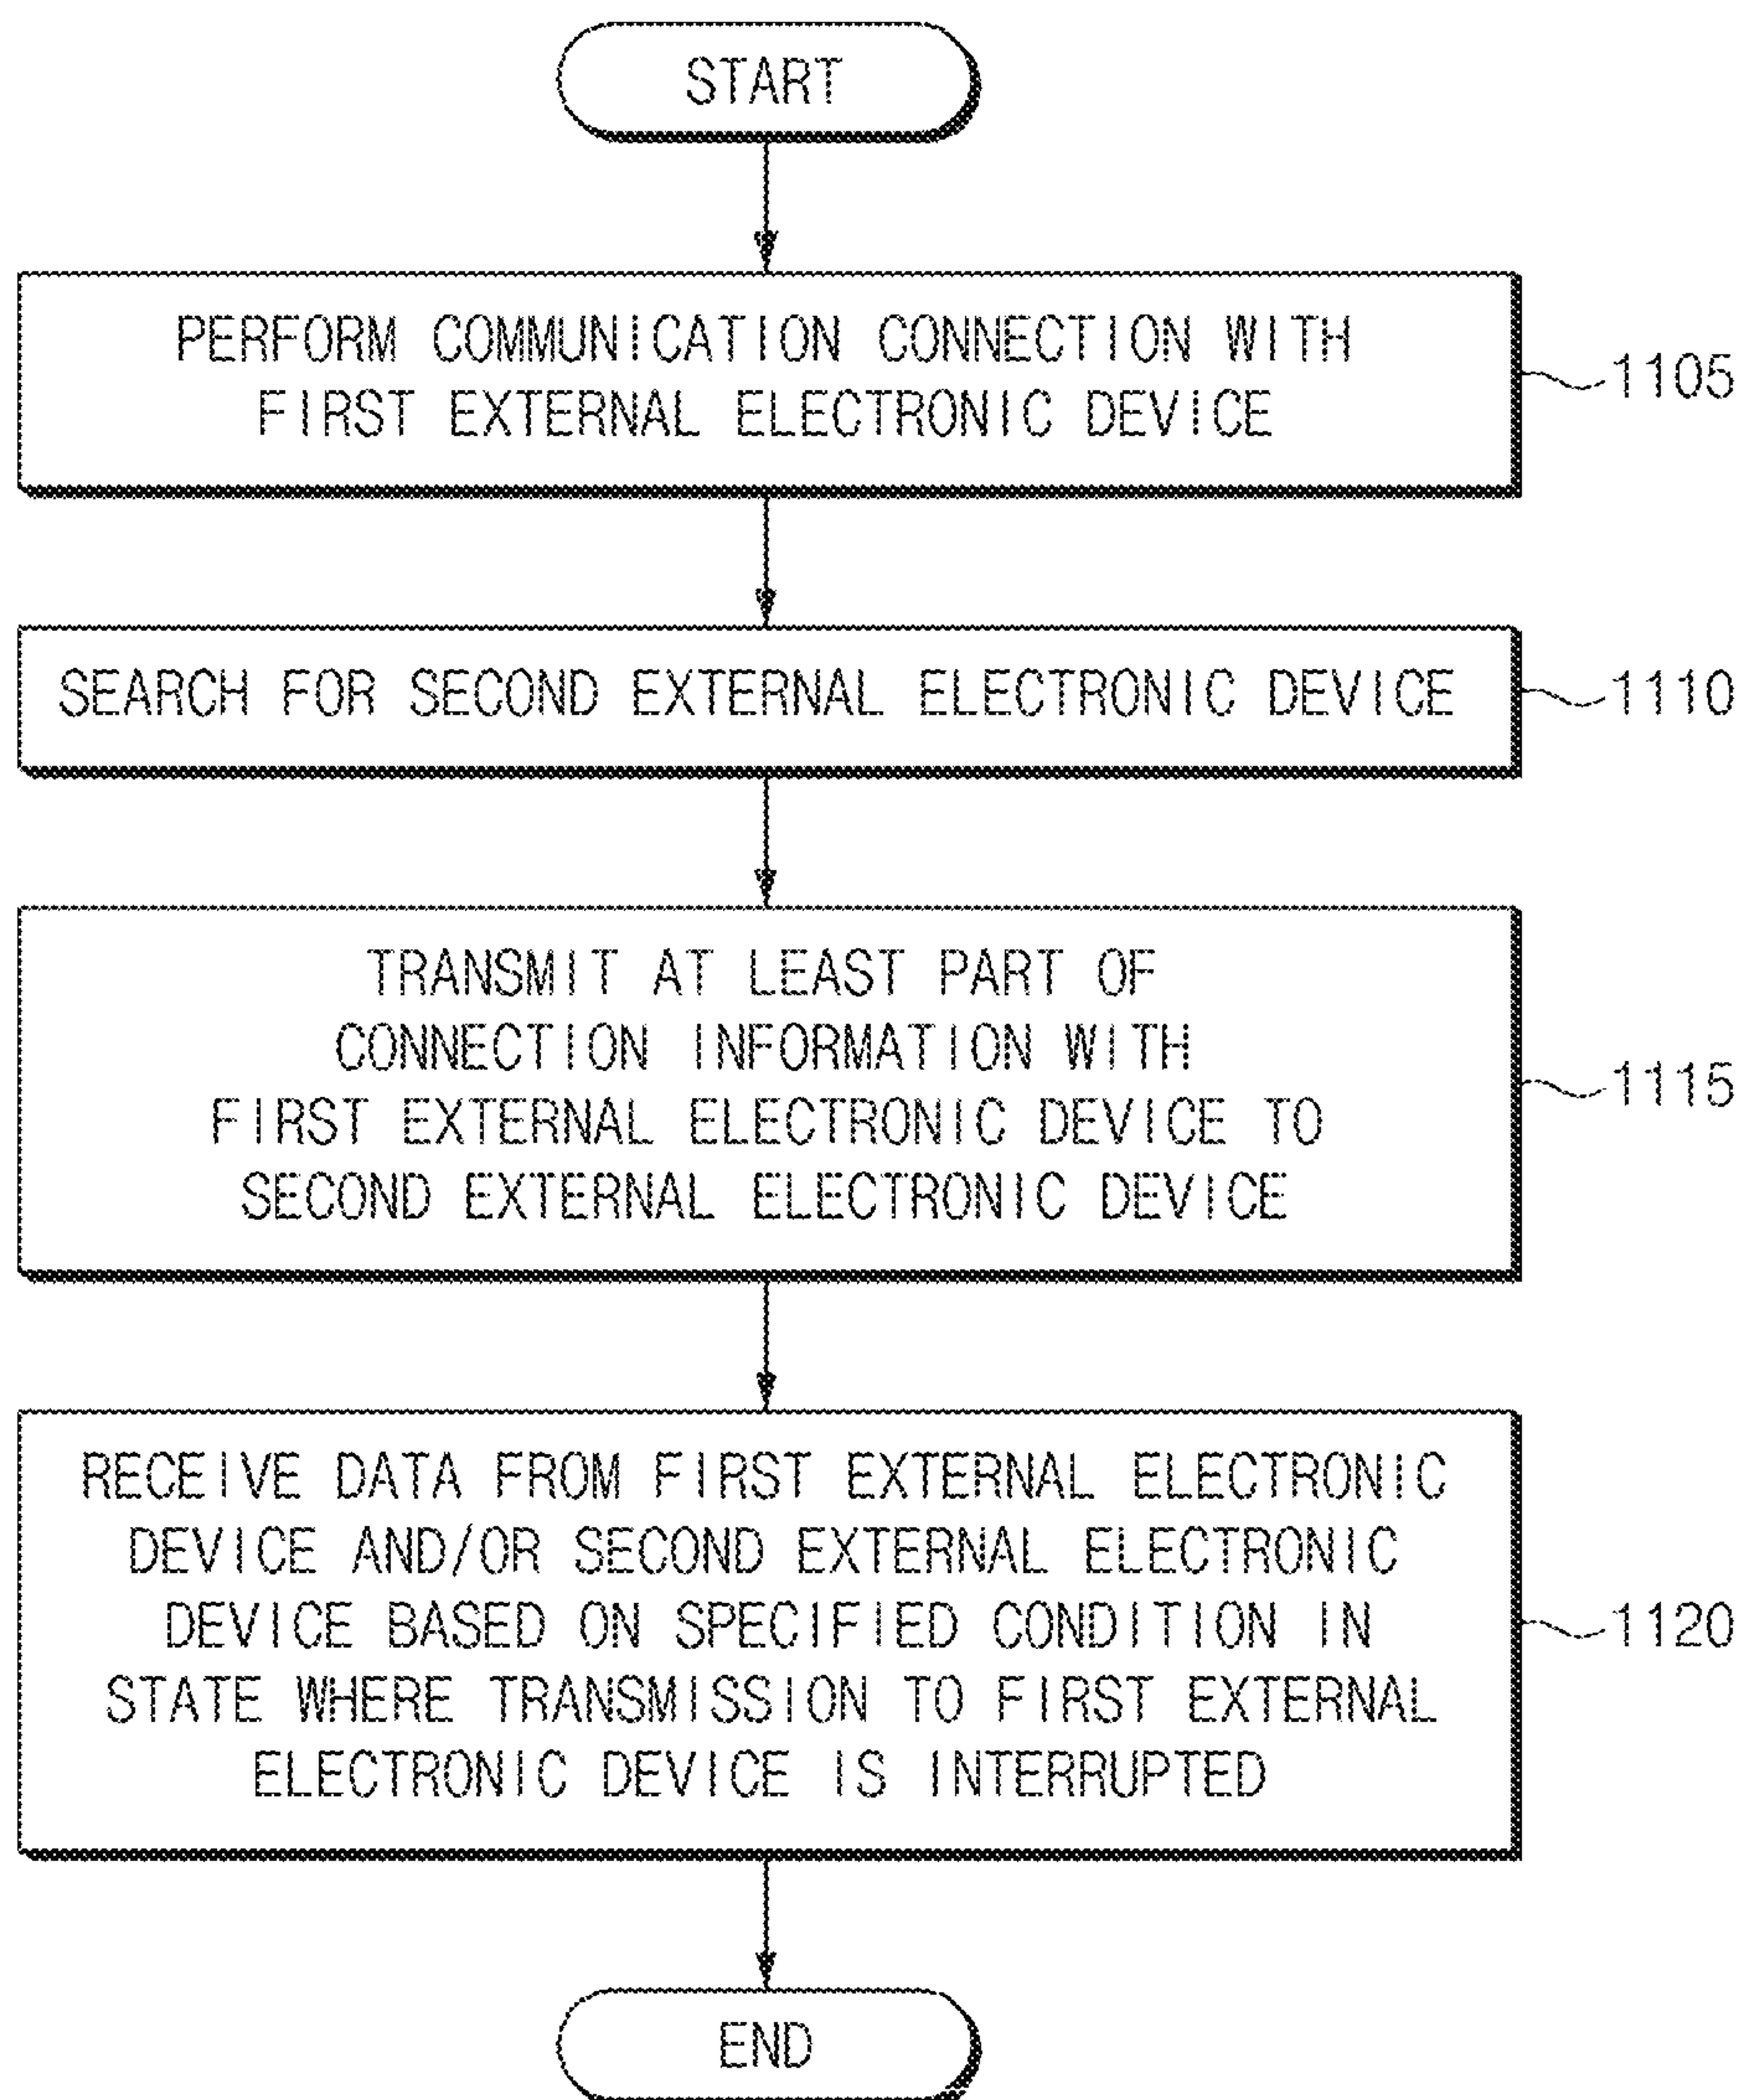 START
PERFORM COMMUNICATION CONNECTION WITH
FIRST EXTERNAL ELECTRONIC DEVICE
1105
SEARCH FOR SECOND EXTERNAL ELECTRONIC DEVICE
1110
TRANSMIT AT LEAST PART OF
CONNECTION INFORMATION WITH
FIRST EXTERNAL ELECTRONIC DEVICE TO
SECOND EXTERNAL ELECTRONIC DEVICE
1115
RECEIVE DATA FROM FIRST EXTERNAL ELECTRONIC
DEVICE AND/OR SECOND EXTERNAL ELECTRONIC
DEVICE BASED ON SPECIFIED CONDITION IN
STATE WHERE TRANSMISSION TO FIRST EXTERNAL
ELECTRONIC DEVICE IS INTERRUPTED
1120
END